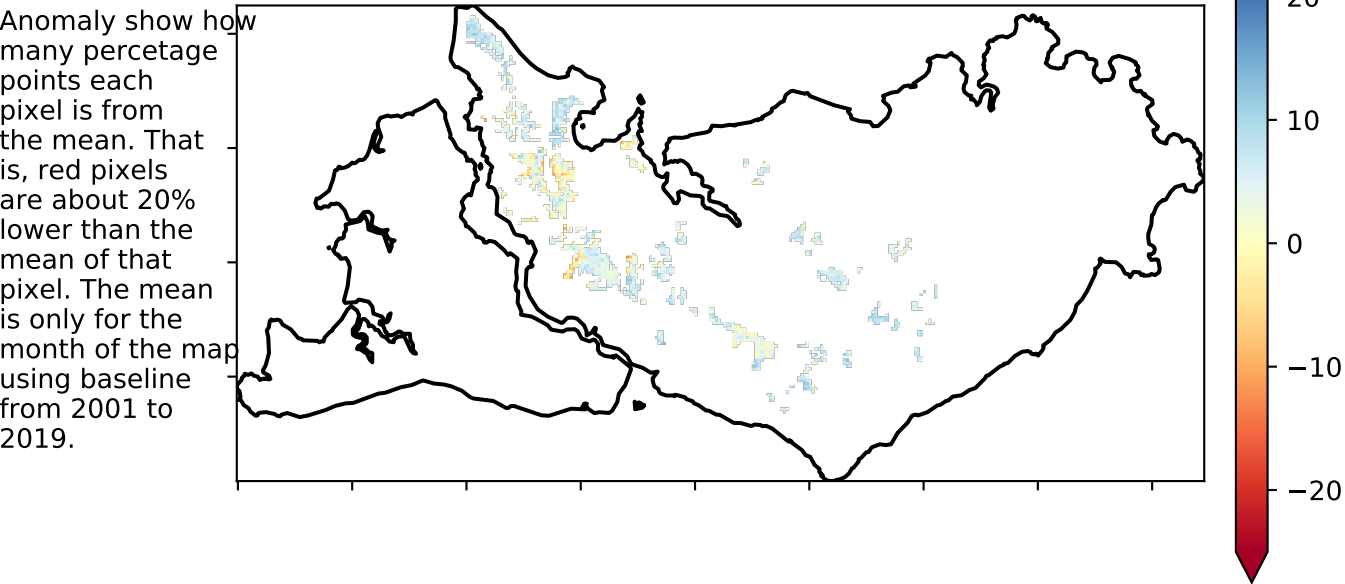 Anomaly show how
many percetage
points each
pixel is from
the mean. That
is, red pixels
are about 20%
lower than the
mean of that
pixel. The mean
is only for the
month of the map
using baseline
from 2001 to
2019.
20
10
0
−10
−20